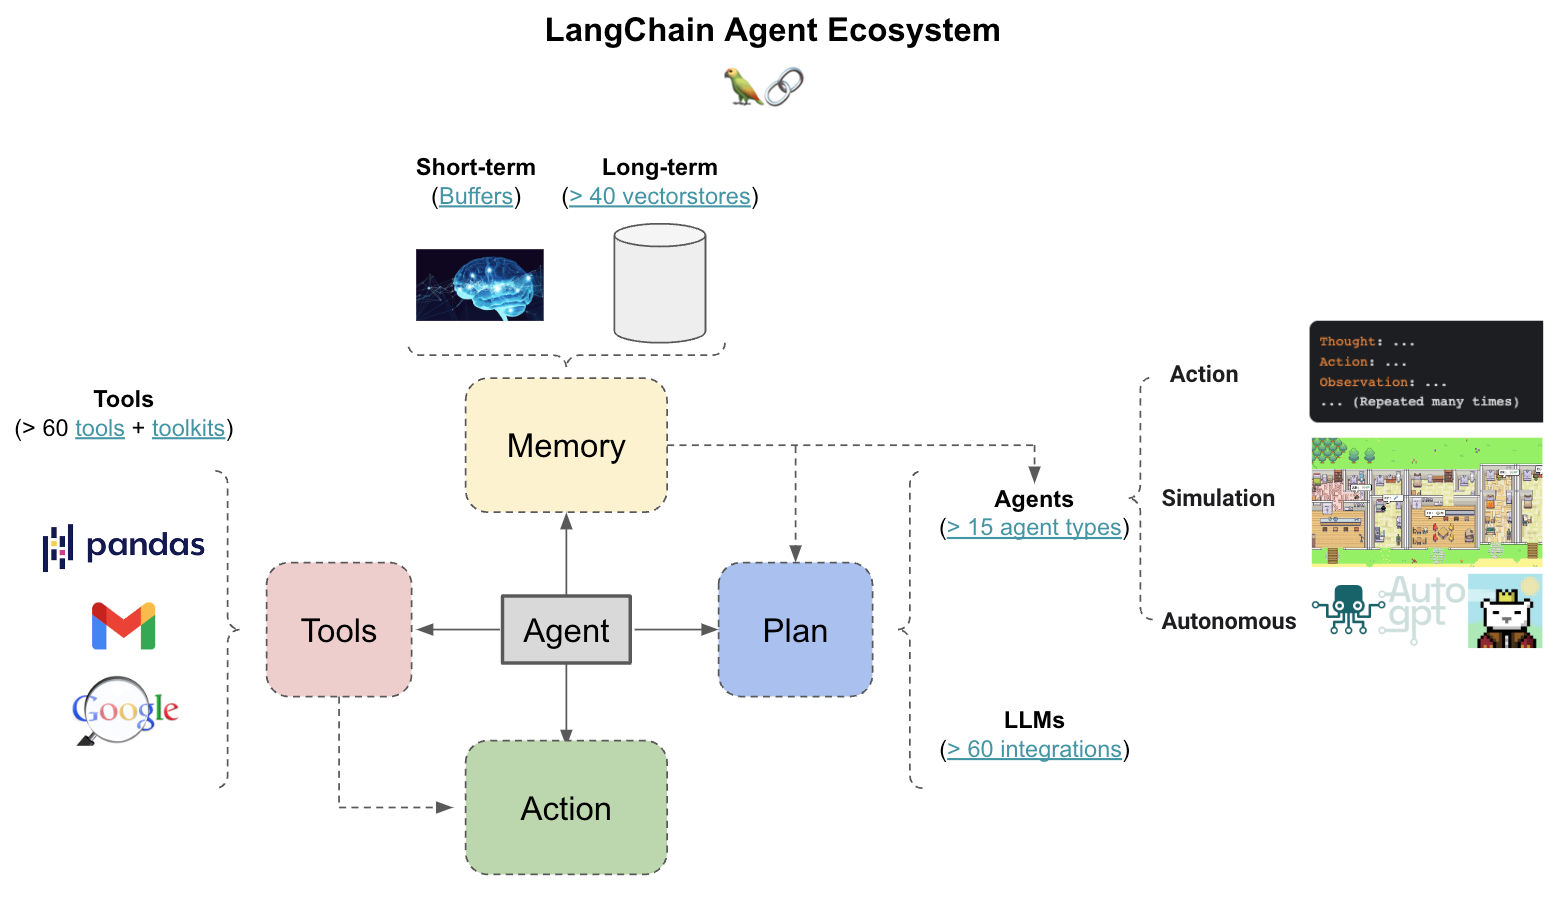 LangChain Agent Ecosystem
Short-term
(Buffers)
Long-term
(> 40 vectorstores)
Tools
(> 60 tools + toolkits)
pandas
Google
Memory
Tools
Agent
Plan
Action
Agents
(> 15 agent types)
LLMs
(> 60 integrations)
Action
Thought: ...
Action: ...
Observation: ...
... (Repeated many times)
Simulation
Autonomous
Auto
gpt